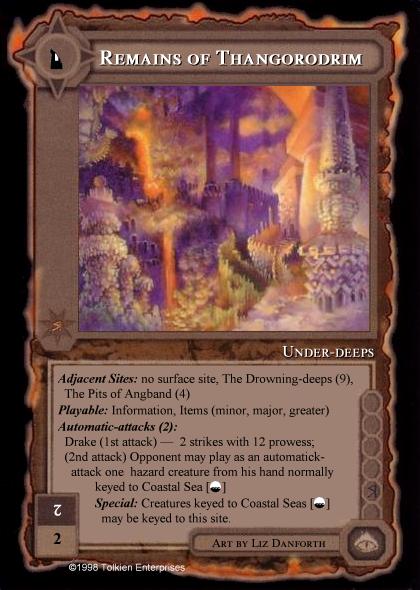 REMAINS OF THANGORODRIM
UNDER-DEEPS
Adjacent Sites: no surface site, The Drowning-deeps (9),
The Pits of Angband (4)
Playable: Information, Items (minor, major, greater)
Automatic-attacks (2):
Drake (1st attack) — 2 strikes with 12 prowess;
(2nd attack) Opponent may play as an automatick-
attack one hazard creature from his hand normally
keyed to Coastal Sea []
Special: Creatures keyed to Coastal Seas []
may be keyed to this site.
2
2
ART BY LIZ DANFORTH
©1998 Tolkien Enterprises